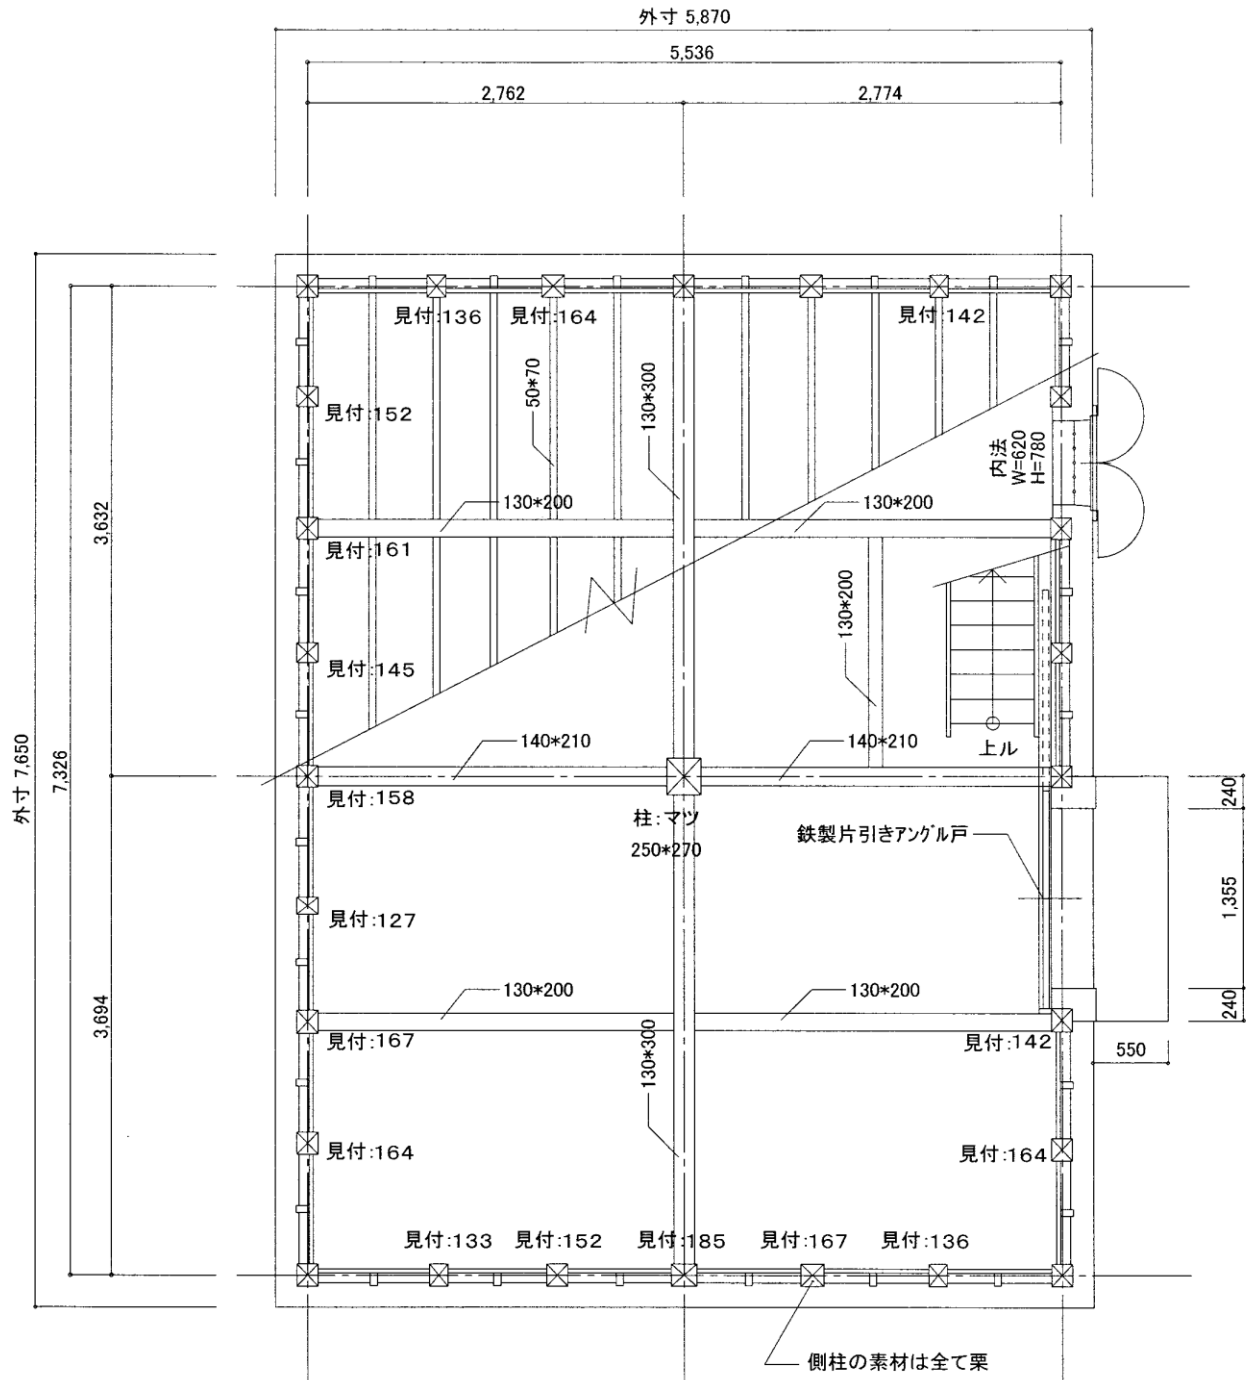 外寸 5,870
5,536
2,762
2,774
見付:136
見付:164
見付:142
見付:152
50*70
130*300
内法
W=620
H=780
130*200
130*200
3,632
見付:161
130*200
見付:145
140*210
140*210
上ル
外寸 7,650
7,326
見付:158
柱:マツ
250*270
鉄製片引きアングル戸
240
1,355
240
見付:127
3,694
130*200
130*200
見付:167
130*300
見付:142
550
見付:164
見付:164
見付:133
見付:152
見付:185
見付:167
見付:136
側柱の素材は全て栗